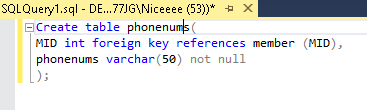 SQLQuery1.sql - DE...77JG\Niceeee (53))*
Create table phonenums(
MID int foreign key references member (MID),
phonenums varchar(50) not null
);